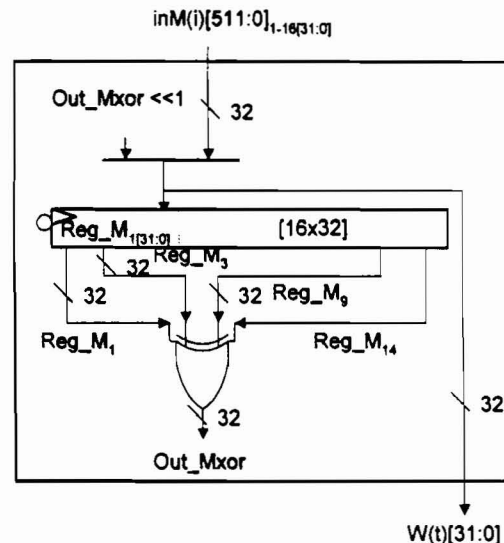 inM(i)[511:0]1-16[31:0]
Out_Mxor <<1
32
Reg_M1[31:0]
[16x32]
Reg_M3
32
32
32
Reg_M9
Reg_M1
Reg_M14
32
32
Out_Mxor
W(t)[31:0]